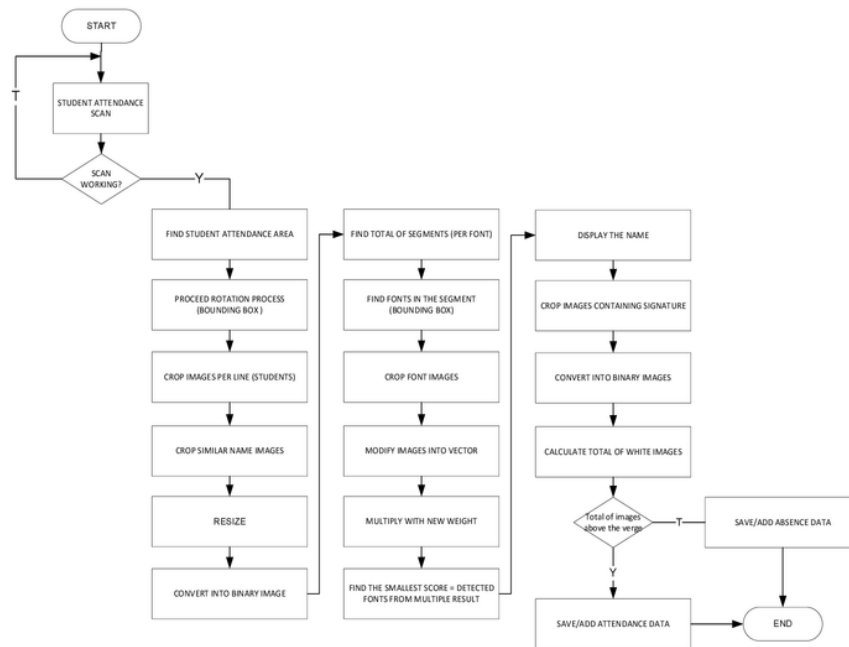 START
T
STUDENT ATTENDANCE
SCAN
SCAN
WORKING?
Y
FIND STUDENT ATTENDANCE AREA
PROCEED ROTATION PROCESS
(BOUNDING BOX )
CROP IMAGES PER LINE (STUDENTS)
CROP SIMILAR NAME IMAGES
RESIZE
CONVERT INTO BINARY IMAGE
FIND TOTAL OF SEGMENTS (PER FONT)
FIND FONTS IN THE SEGMENT
(BOUNDING BOX)
CROP FONT IMAGES
MODIFY IMAGES INTO VECTOR
MULTIPLY WITH NEW WEIGHT
FIND THE SMALLEST SCORE = DETECTED
FONTS FROM MULTIPLE RESULT
DISPLAY THE NAME
CROP IMAGES CONTAINING SIGNATURE
CONVERT INTO BINARY IMAGES
CALCULATE TOTAL OF WHITE IMAGES
Total of images
above the verge
T
SAVE/ADD ABSENCE DATA
Y
SAVE/ADD ATTENDANCE DATA
END